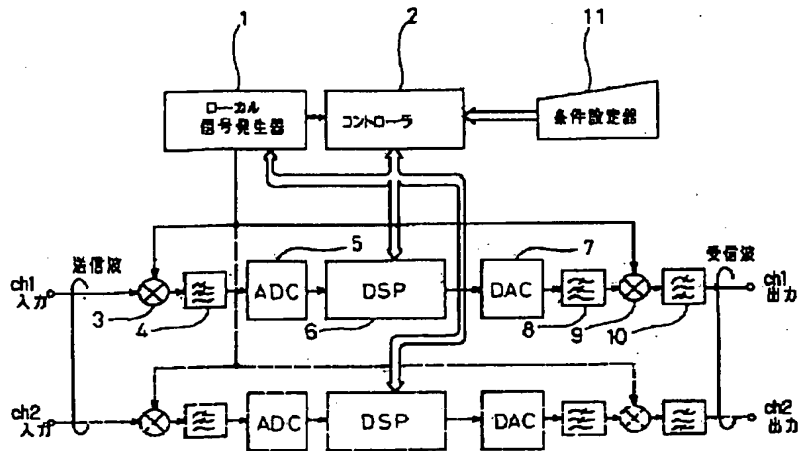 1
2
11
ローカル
信号発生器
コントローラ
条件設定器
送信波
5
7
受信波
ch1
入力
ADC
DSP
DAC
ch1
出力
3
4
6
8
9
10
ch2
入力
ADC
DSP
DAC
ch2
出力